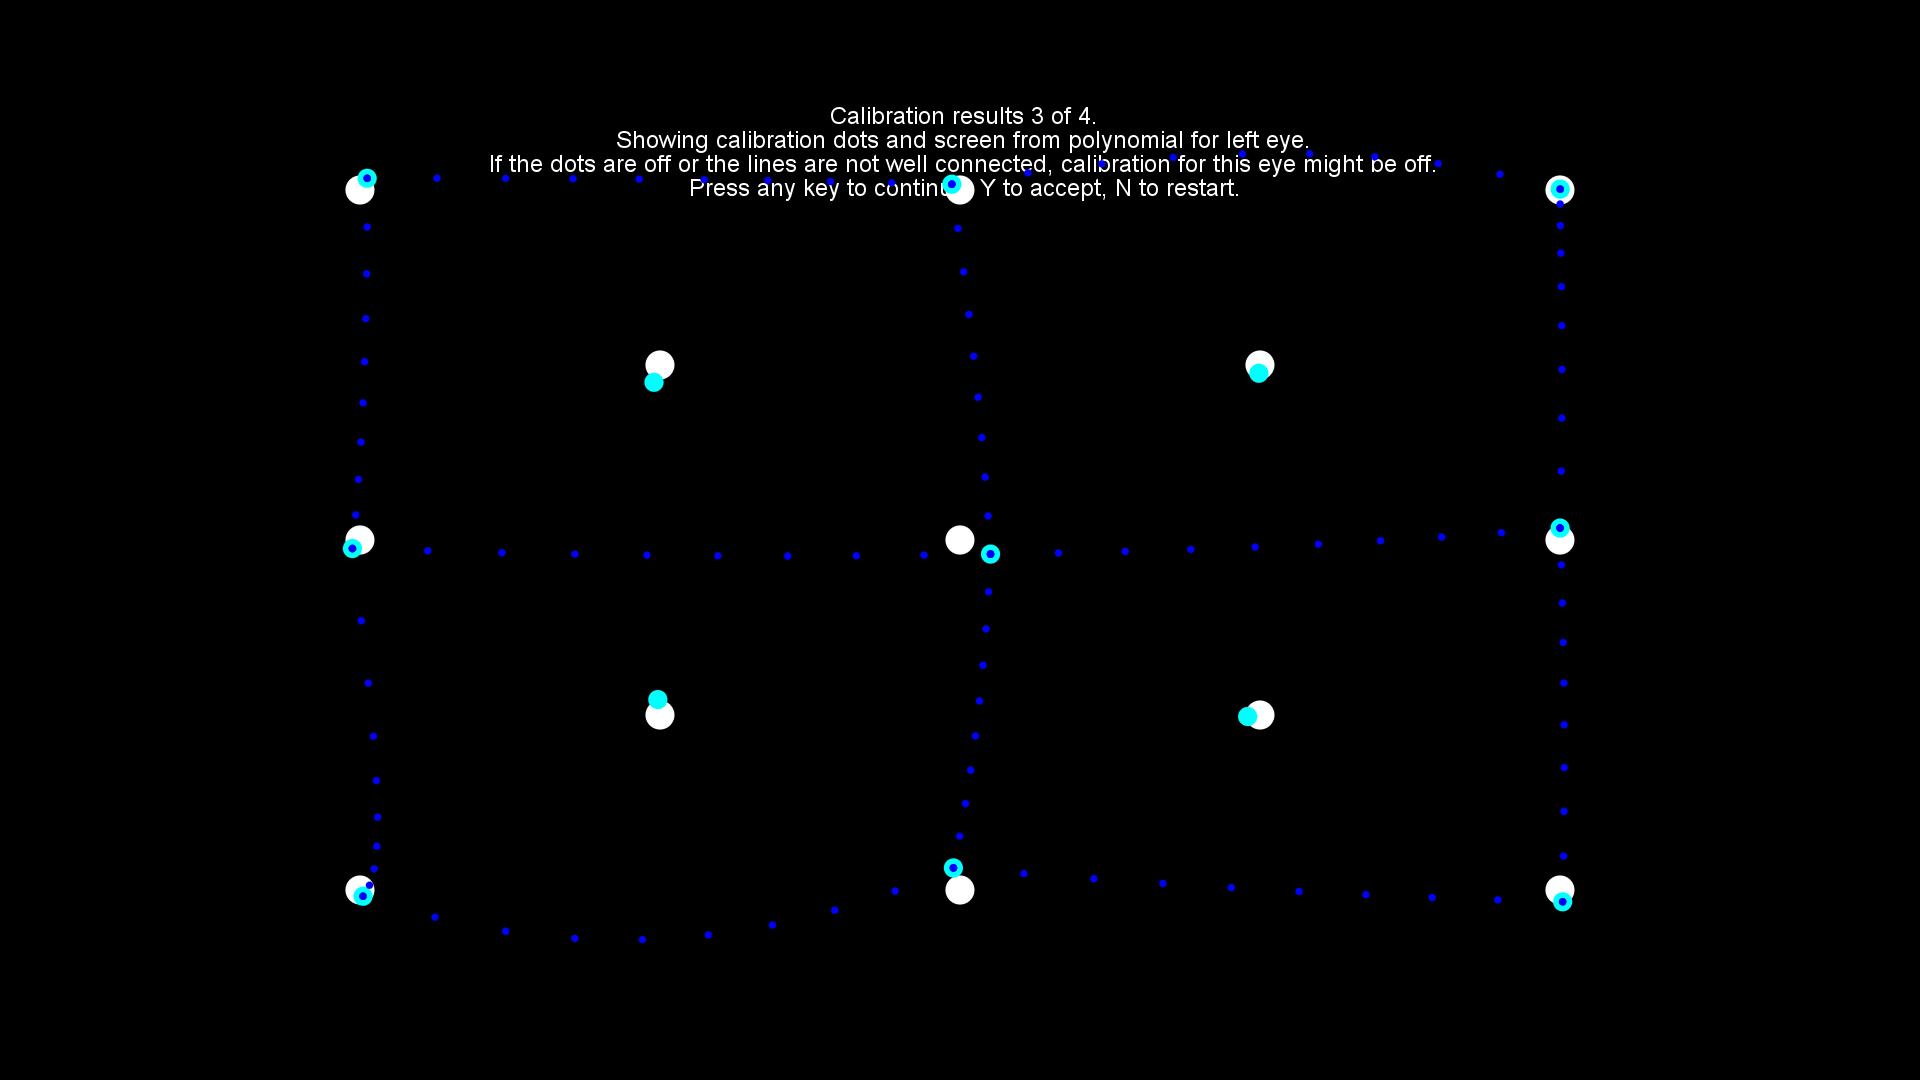 Calibration results 3 of 4.
Showing calibration dots and screen from polynomial for left eye.
If the dots are off or the lines are not well connected, calibration for this eye might be off.
Press any key to contin Y to accept, N to restart.